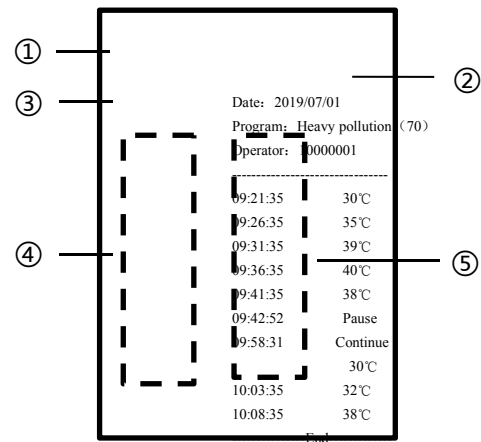 ①
②
③
Date：2019/07/01
Program：Heavy pollution（70）
Operator：10000001
--------------------------------
09:21:35 30℃
09:26:35 35℃
09:31:35 39℃
④
⑤
09:36:35 40℃
09:41:35 38℃
09:42:52 Pause
09:58:31 Continue
30℃
10:03:35 32℃
10:08:35 38℃
End